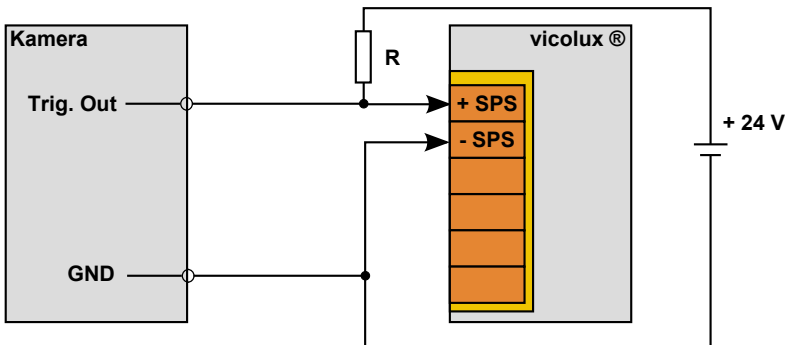 Kamera
vicolux ®
R
Trig. Out
+ SPS
+ 24 V
- SPS
GND